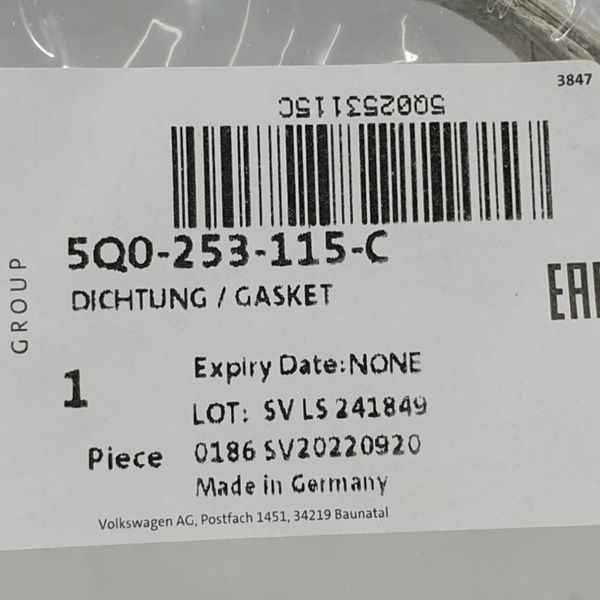 3847
5Q0253115C
5Q0-253-115-C
DICHTUNG / GASKET
GROUP
1
Piece
Expiry Date:NONE
LOT: SV LS 241849
0186 SV20220920
Made in Germany
Volkswagen AG, Postfach 1451, 34219 Baunatal